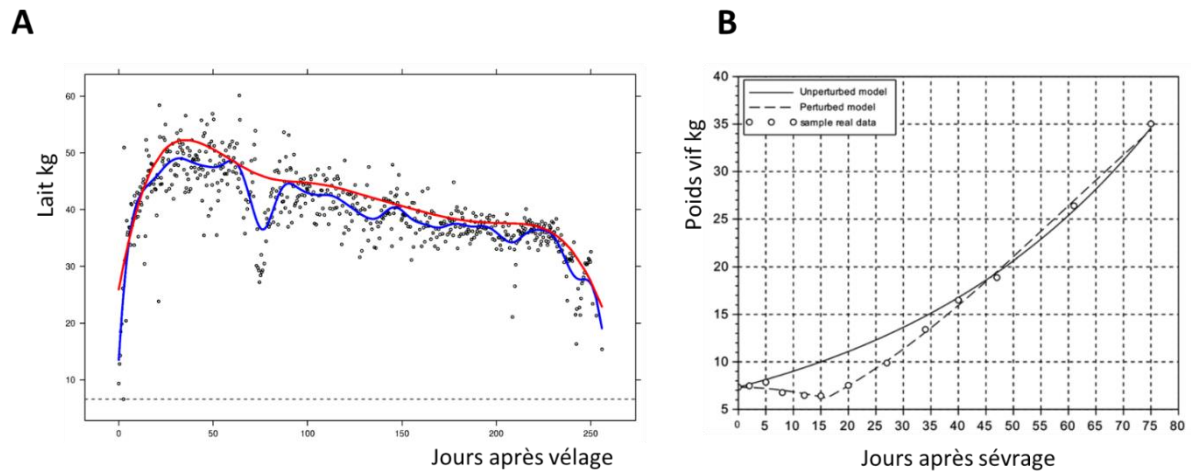 A
Lait kg
60
50
40
30
20
10
0
50
100
150
200
250
Jours après vélage
B
Poids vif kg
40
35
30
25
20
15
10
5
Unperturbed model
Perturbed model
sample real data
0 5 10 15 20 25 30 35 40 45 50 55 60 65 70 75 80
Jours après sévrage